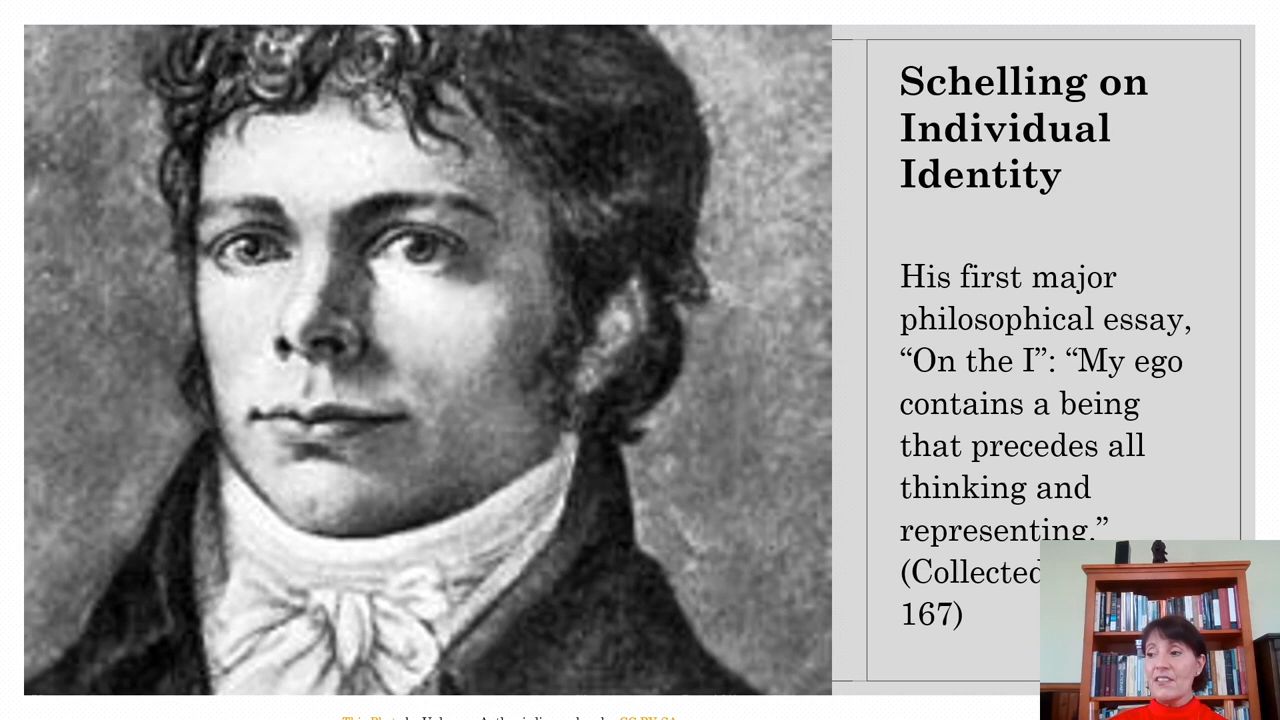 Schelling on
Individual
Identity
His first major
philosophical essay,
“On the I”: “My ego
contains a being
that precedes all
thinking and
representing.”
(Collected
167)